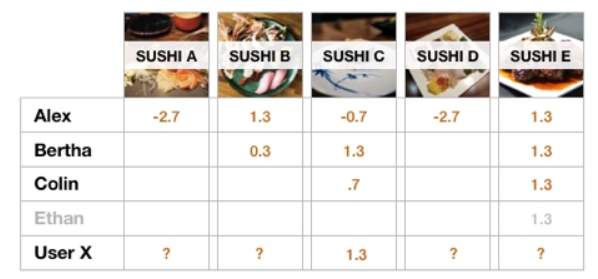 SUSHI A SUSHI B SUSHI C SUSHI D SUSHI E
Alex -2.7 1.3 -0.7 -2.7 1.3
Bertha 0.3 1.3 1.3
Colin .7 1.3
Ethan 1.3
User X ? ? 1.3 ? ?